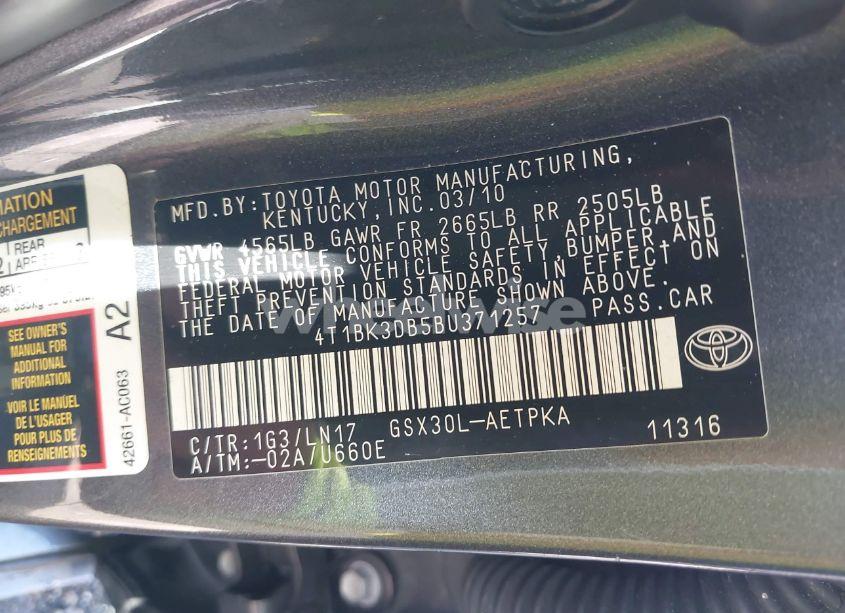 MFD.BY:TOYOTA MOTOR MANUFACTURING,
KENTUCKY,INC.03/10
GVWR 4565LB GAWR FR 2665LB RR 2505LB
THIS VEHICLE CONFORMS TO ALL APPLICABLE
FEDERAL MOTOR VEHICLE SAFETY,BUMPER,AND
THEFT PREVENTION STANDARDS IN EFFECT ON
THE DATE OF MANUFACTURE SHOWN ABOVE.
4T1BK3DB5BU371257 PASS.CAR
C/TR:1G3/LN17 GSX30L-AETPKA
A/TM:-02A/U660E 11316
MATION
CHARGEMENT
REAR
SEE OWNER'S
MANUAL FOR
ADDITIONAL
INFORMATION
VOIR LE MANUEL
DE L'USAGER
POUR PLUS DE
RENSEIGNEMENTS
A2
42661-AC063
wheelwise